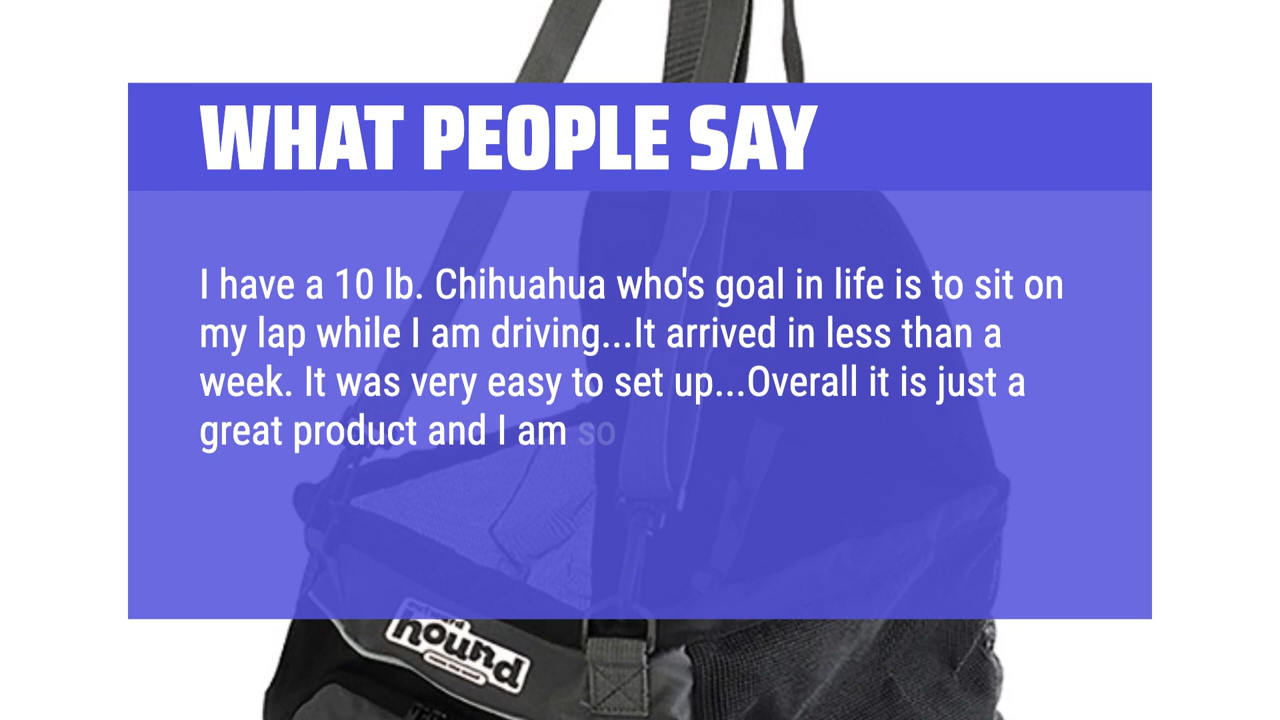 WHAT PEOPLE SAY
I have a 10 lb. Chihuahua who's goal in life is to sit on
my lap while I am driving...It arrived in less than a
week. It was very easy to set up...Overall it is just a
great product and I am so
hound